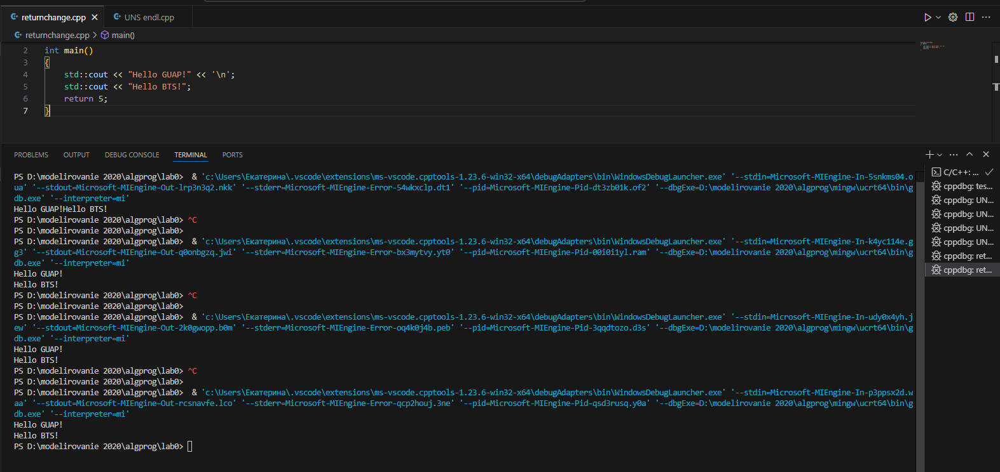 returnchange.cpp
UNS endl.cpp
returnchange.cpp > main()
2 int main()
3 {
4 std::cout << "Hello GUAP!" << '\n';
5 std::cout << "Hello BTS!";
6 return 5;
7 }
PROBLEMS OUTPUT DEBUG CONSOLE TERMINAL PORTS
PS D:\modelirovanie 2020\algprog\lab0> & 'c:\Users\Екатерина\.vscode\extensions\ms-vscode.cpptools-1.23.6-win32-x64\debugAdapters\bin\WindowsDebugLauncher.exe' '--stdin=Microsoft-MIEngine-In-5snkms04.o
ua' '--stdout=Microsoft-MIEngine-Out-lrp3n3q2.nkk' '--stderr=Microsoft-MIEngine-Error-54wkxclp.dt1' '--pid=Microsoft-MIEngine-Pid-dt3zb01k.of2' '--dbgExe=D:\modelirovanie 2020\algprog\mingw\ucrt64\bin\g
db.exe' '--interpreter=mi'
Hello GUAP!Hello BTS!
PS D:\modelirovanie 2020\algprog\lab0> ^C
PS D:\modelirovanie 2020\algprog\lab0>
PS D:\modelirovanie 2020\algprog\lab0> & 'c:\Users\Екатерина\.vscode\extensions\ms-vscode.cpptools-1.23.6-win32-x64\debugAdapters\bin\WindowsDebugLauncher.exe' '--stdin=Microsoft-MIEngine-In-k4yc114e.g
g3' '--stdout=Microsoft-MIEngine-Out-q0onbgzq.jwi' '--stderr=Microsoft-MIEngine-Error-bx3mytvy.yt0' '--pid=Microsoft-MIEngine-Pid-00i0i1yl.ram' '--dbgExe=D:\modelirovanie 2020\algprog\mingw\ucrt64\bin\g
db.exe' '--interpreter=mi'
Hello GUAP!
Hello BTS!
PS D:\modelirovanie 2020\algprog\lab0> ^C
PS D:\modelirovanie 2020\algprog\lab0>
PS D:\modelirovanie 2020\algprog\lab0> & 'c:\Users\Екатерина\.vscode\extensions\ms-vscode.cpptools-1.23.6-win32-x64\debugAdapters\bin\WindowsDebugLauncher.exe' '--stdin=Microsoft-MIEngine-In-udy0x4yh.j
ew' '--stdout=Microsoft-MIEngine-Out-2k0gwopp.b0m' '--stderr=Microsoft-MIEngine-Error-oq4k0j4b.peb' '--pid=Microsoft-MIEngine-Pid-3qqdtozo.d3s' '--dbgExe=D:\modelirovanie 2020\algprog\mingw\ucrt64\bin\g
db.exe' '--interpreter=mi'
Hello GUAP!
Hello BTS!
PS D:\modelirovanie 2020\algprog\lab0> ^C
PS D:\modelirovanie 2020\algprog\lab0>
PS D:\modelirovanie 2020\algprog\lab0> & 'c:\Users\Екатерина\.vscode\extensions\ms-vscode.cpptools-1.23.6-win32-x64\debugAdapters\bin\WindowsDebugLauncher.exe' '--stdin=Microsoft-MIEngine-In-p3ppsx2d.w
aa' '--stdout=Microsoft-MIEngine-Out-rcsnavfe.lco' '--stderr=Microsoft-MIEngine-Error-qcp2houj.3ne' '--pid=Microsoft-MIEngine-Pid-qsd3rusq.y0a' '--dbgExe=D:\modelirovanie 2020\algprog\mingw\ucrt64\bin\g
db.exe' '--interpreter=mi'
Hello GUAP!
Hello BTS!
PS D:\modelirovanie 2020\algprog\lab0>
C/C++: ...
cppdbg: tes...
cppdbg: UN...
cppdbg: UN...
cppdbg: UN...
cppdbg: UN...
cppdbg: ret...
cppdbg: ret...